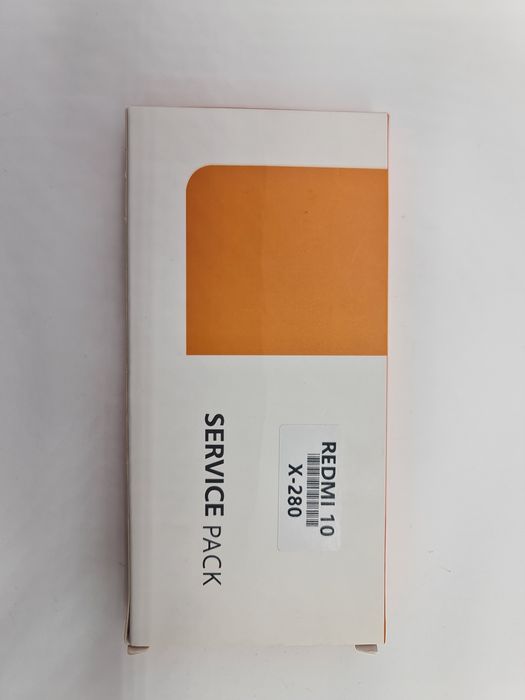 REDMI 10
X-280
SERVICE PACK